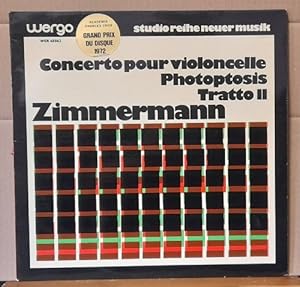 wergo
studio reihe neuer musik
ACADEMIE
CHARLES CROS
GRAND PRIX
DU DISQUE
1972
Concerto pour violoncelle
Photoptosis
Tratto II
Zimmermann